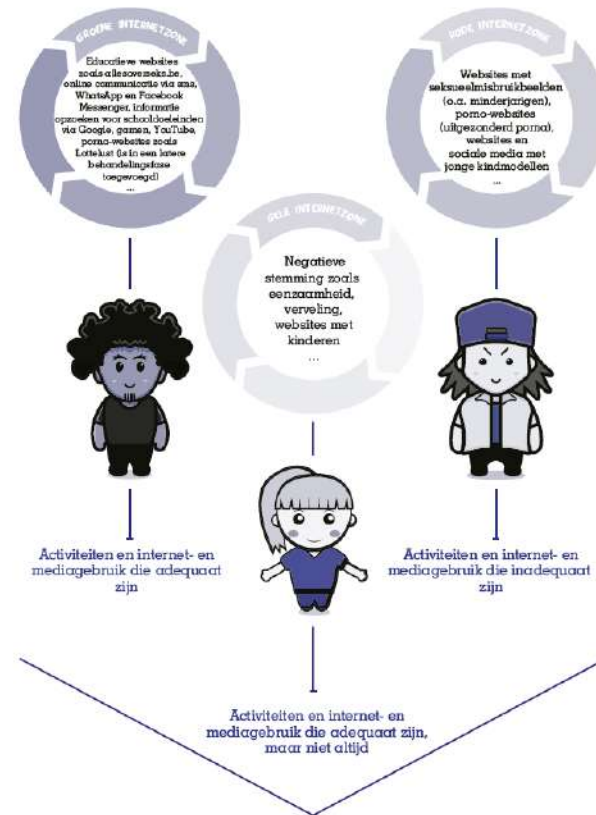 GROENE INTERNETZONE
Educatieve websites
zoals allesoverseks.be,
online communicatie via sms,
WhatsApp en Facebook
Messenger, informatie
opzoeken voor schooldoeleinden
via Google, gamen, YouTube,
porna-websites zoals
Lattelust (is in een latere
behandelingsfase
toegevoegd)
...
RODE INTERNETZONE
Websites met
seksueelmisbruikbeelden
(o.a. minderjarigen),
porno-websites
(uitgezonderd porna),
websites en
sociale media met
jonge kindmodellen
...
GELE INTERNETZONE
Negatieve
stemming zoals
eenzaamheid,
verveling,
websites met
kinderen
...
Activiteiten en internet- en
mediagebruik die adequaat
zijn
Activiteiten en internet- en
mediagebruik die inadequaat
zijn
Activiteiten en internet- en
mediagebruik die adequaat zijn,
maar niet altijd